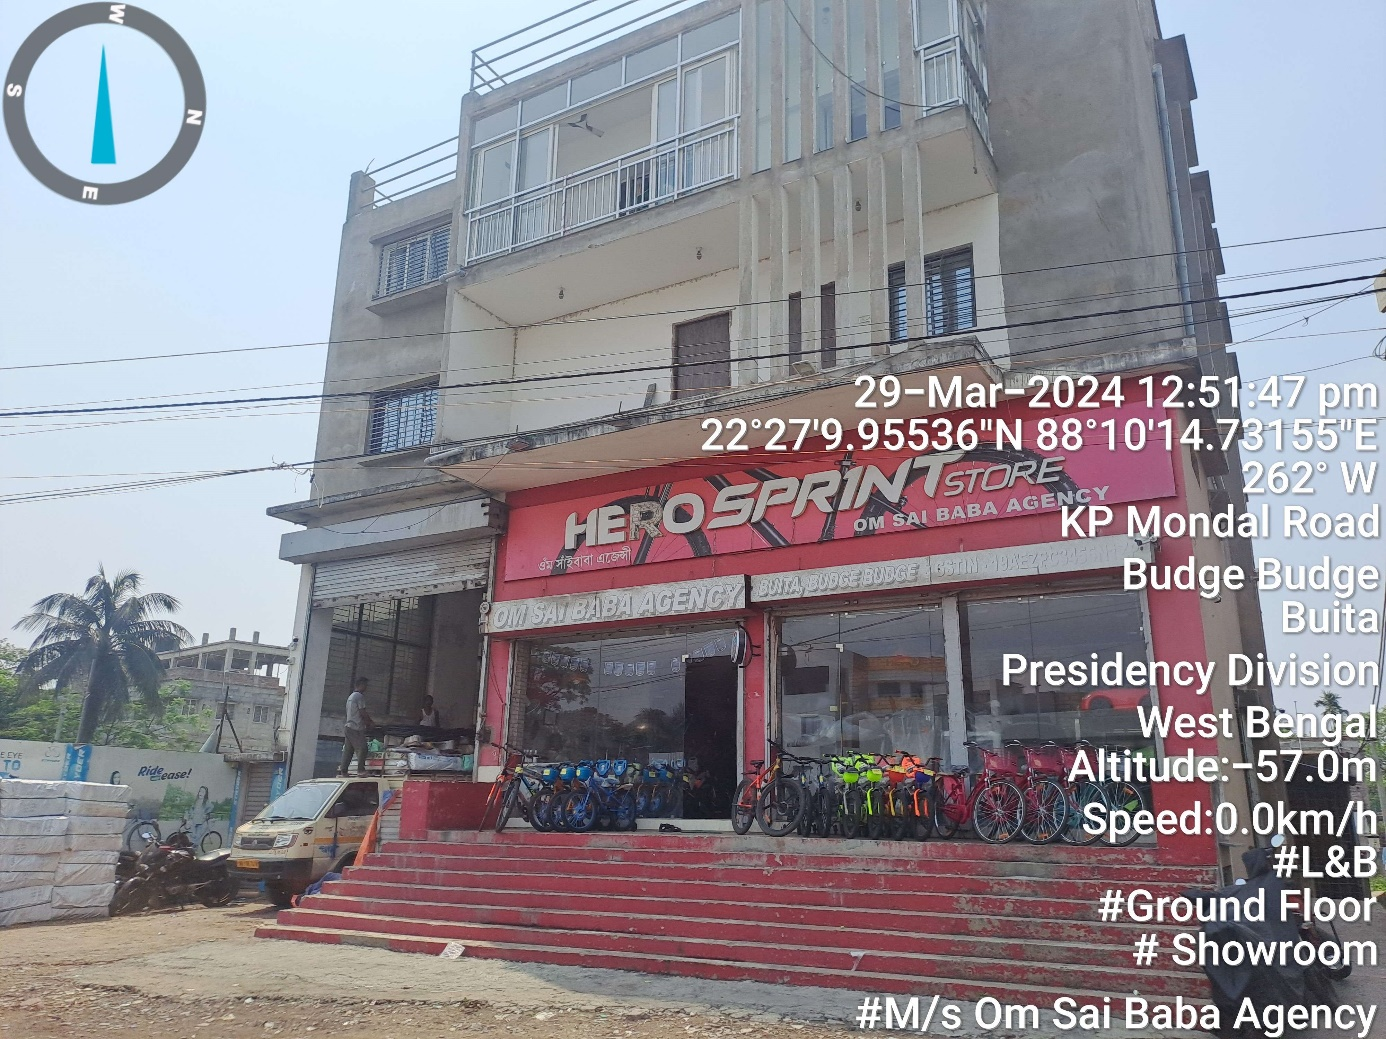 W
S
N
E
29-Mar-2024 12:51:47 pm
22°27'9.95536"N 88°10'14.73155"E
262° W
KP Mondal Road
Budge Budge
Buita
Presidency Division
West Bengal
Altitude:-57.0m
Speed:0.0km/h
#L&B
#Ground Floor
# Showroom
#M/s Om Sai Baba Agency
HERO SPRINT STORE
OM SAI BABA AGENCY
ওঁম সাঁইবাবা এজেন্সী
OM SAI BABA AGENCY
BUITA, BUDGE BUDGE
GSTIN
E EYE
TO
Ride ease!